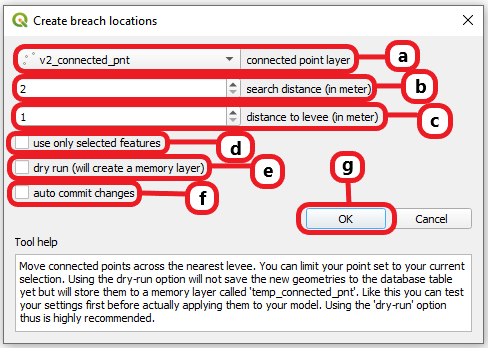 Create breach locations
v2_connected_pnt connected point layer a
2 search distance (in meter) b
1 distance to levee (in meter) c
use only selected features d
dry run (will create a memory layer) e
auto commit changes f
g
OK Cancel
Tool help
Move connected points across the nearest levee. You can limit your point set to your current
selection. Using the dry-run option will not save the new geometries to the database table
yet but will store them to a memory layer called 'temp_connected_pnt'. Like this you can test
your settings first before actually applying them to your model. Using the 'dry-run' option
thus is highly recommended.